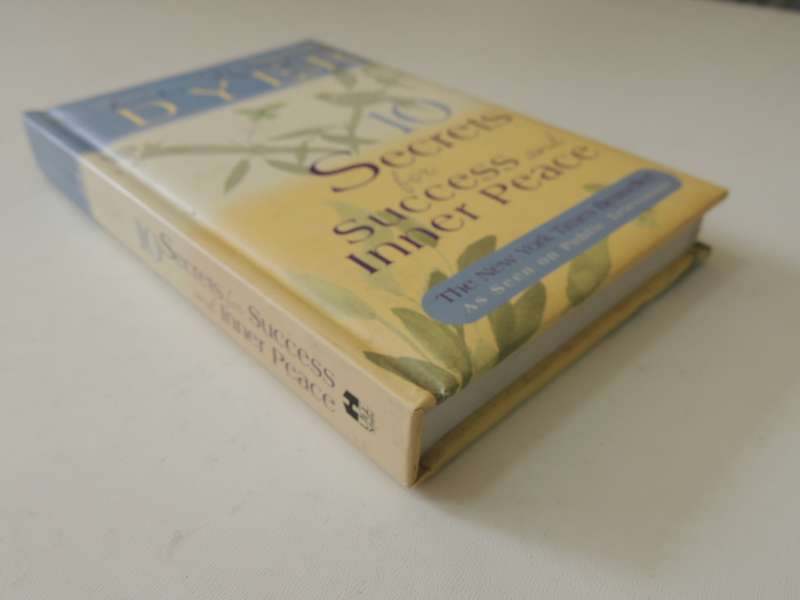 DYER
10
Secrets
for
Success and
Inner Peace
The New York Times Bestseller
As Seen on Public
10 Secrets for Success
and Inner Peace